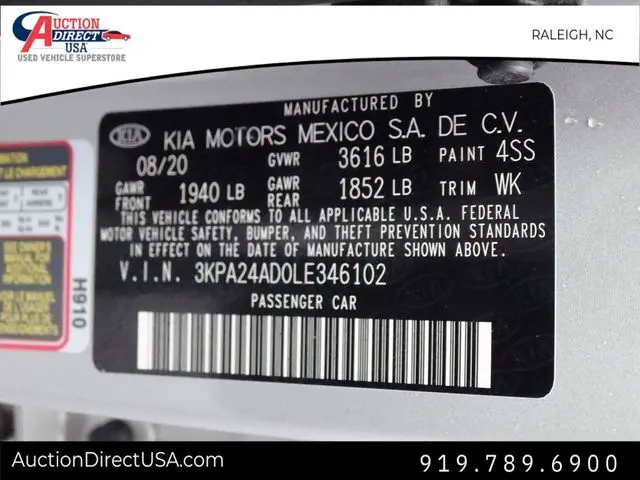 AUCTION
DIRECT
USA
USED VEHICLE SUPERSTORE
RALEIGH, NC
MANUFACTURED BY
KIA KIA MOTORS MEXICO S.A. DE C.V.
08/20 GVWR 3616 LB PAINT 4SS
GAWR FRONT 1940 LB GAWR REAR 1852 LB TRIM WK
THIS VEHICLE CONFORMS TO ALL APPLICABLE U.S.A. FEDERAL
MOTOR VEHICLE SAFETY, BUMPER, AND THEFT PREVENTION STANDARDS
IN EFFECT ON THE DATE OF MANUFACTURE SHOWN ABOVE.
V.I.N. 3KPA24AD0LE346102
PASSENGER CAR
H910
AuctionDirectUSA.com
919.789.6900